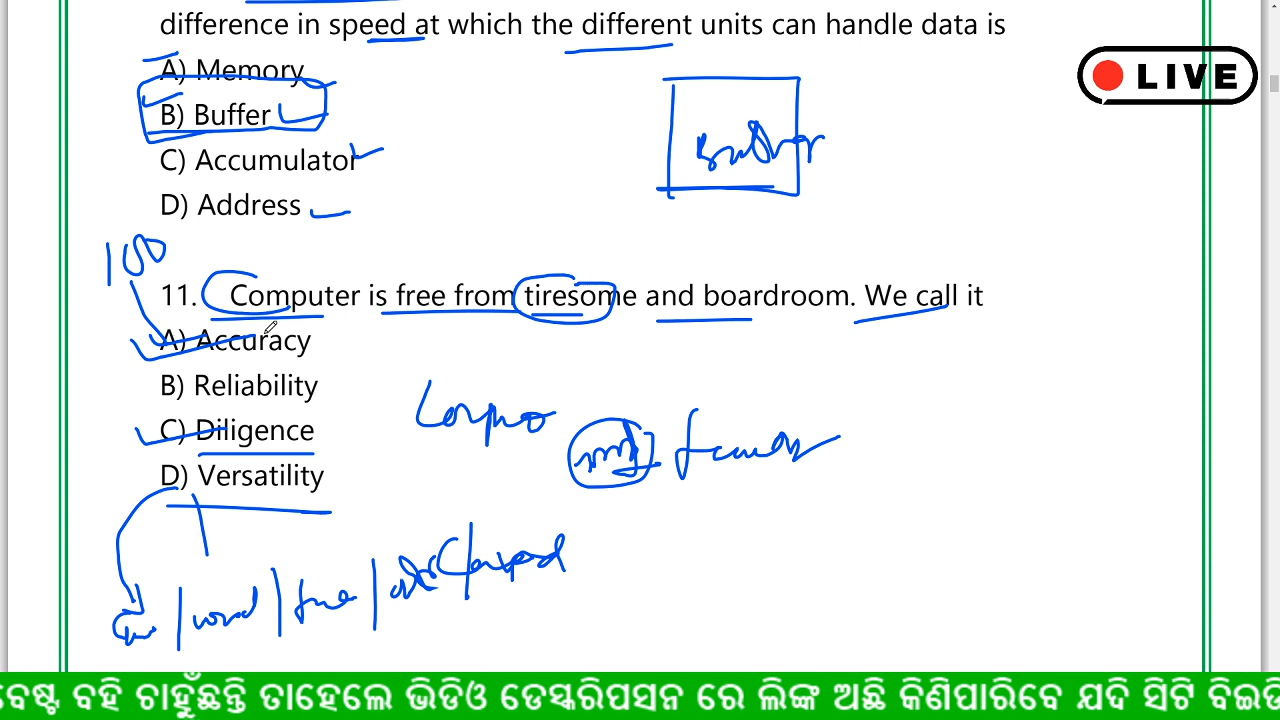 difference in speed at which the different units can handle data is
A) Memory
B) Buffer
C) Accumulator
D) Address
LIVE
100
11. Computer is free from tiresome and boardroom. We call it
A) Accuracy
B) Reliability
C) Diligence
D) Versatility
ବେଷ୍ଟ ବହି ଚାହୁଁଛନ୍ତି ତାହେଲେ ଭିଡିଓ ଡେସ୍କରିପସନ ରେ ଲିଙ୍କ ଅଛି କିଣିପାରିବେ ଯଦି ସିଟି ବିଇଡି